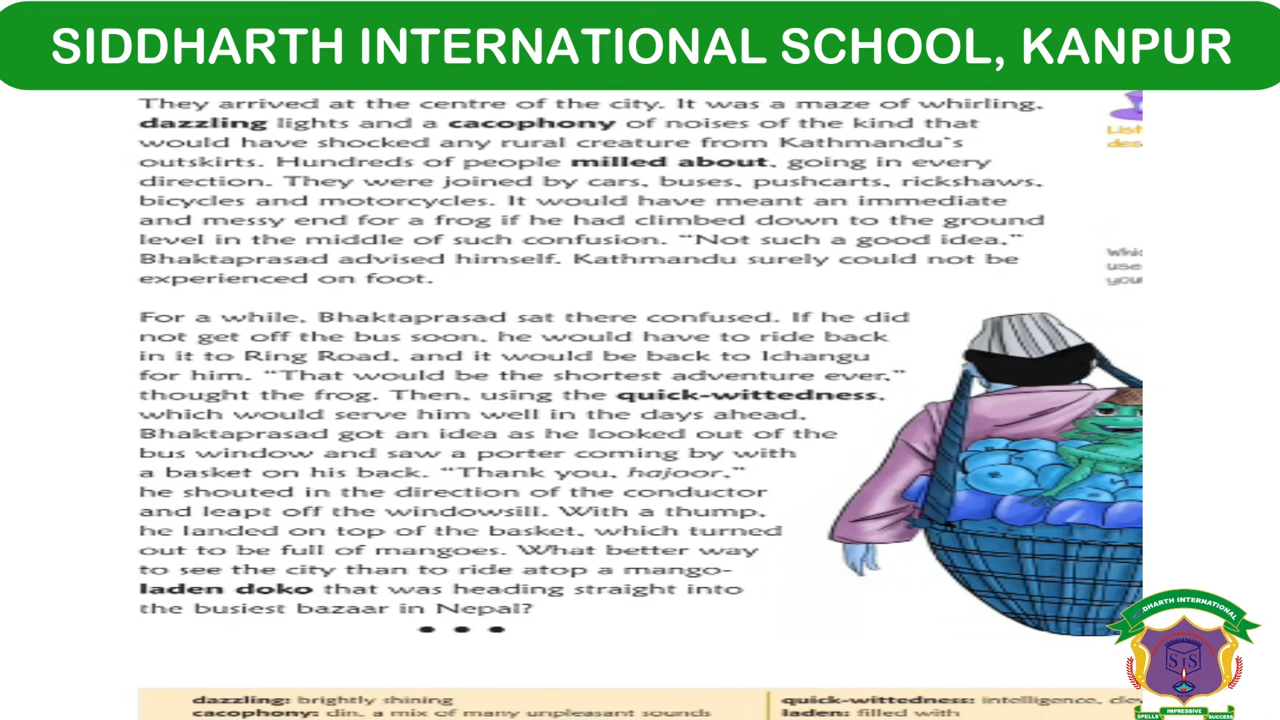 SIDDHARTH INTERNATIONAL SCHOOL, KANPUR
They arrived at the centre of the city. It was a maze of whirling,
dazzling lights and a cacophony of noises of the kind that
would have shocked any rural creature from Kathmandu's
outskirts. Hundreds of people milled about, going in every
direction. They were joined by cars, buses, pushcarts, rickshaws,
bicycles and motorcycles. It would have meant an immediate
and messy end for a frog if he had climbed down to the ground
level in the middle of such confusion. “Not such a good idea,”
Bhaktaprasad advised himself. Kathmandu surely could not be
experienced on foot.
For a while, Bhaktaprasad sat there confused. If he did
not get off the bus soon, he would have to ride back
in it to Ring Road, and it would be back to Ichangu
for him. “That would be the shortest adventure ever,”
thought the frog. Then, using the quick-wittedness,
which would serve him well in the days ahead,
Bhaktaprasad got an idea as he looked out of the
bus window and saw a porter coming by with
a basket on his back. “Thank you, hajoor,”
he shouted in the direction of the conductor
and leapt off the windowsill. With a thump,
he landed on top of the basket, which turned
out to be full of mangoes. What better way
to see the city than to ride atop a mango-
laden doko that was heading straight into
the busiest bazaar in Nepal?
• • •
List
des
use
your
dazzling: brightly shining
cacophony: din, a mix of many unpleasant sounds
quick-wittedness: intelligence,
laden: filled with
DHARTH INTERNATIONAL
SIS
SPELLS IMPRESSIVE SUCCESS